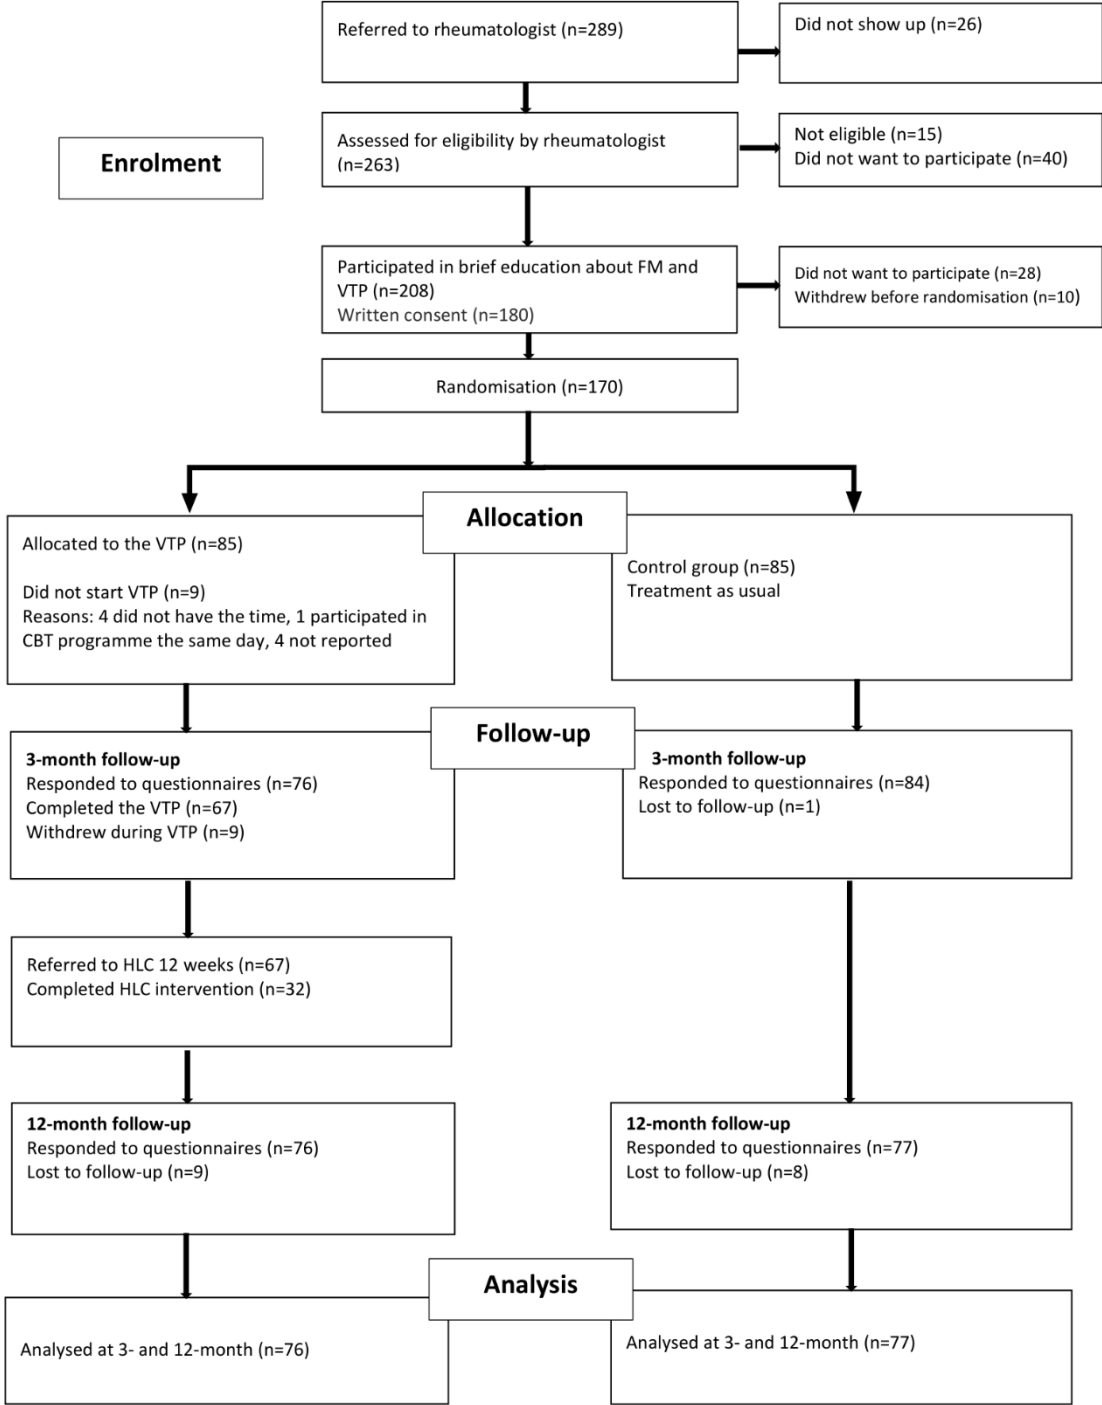 Referred to rheumatologist (n=289)
Did not show up (n=26)
Enrolment
Assessed for eligibility by rheumatologist
(n=263)
Not eligible (n=15)
Did not want to participate (n=40)
Participated in brief education about FM and
VTP (n=208)
Written consent (n=180)
Did not want to participate (n=28)
Withdrew before randomisation (n=10)
Randomisation (n=170)
Allocation
Allocated to the VTP (n=85)
Did not start VTP (n=9)
Reasons: 4 did not have the time, 1 participated in
CBT programme the same day, 4 not reported
Control group (n=85)
Treatment as usual
Follow-up
3-month follow-up
Responded to questionnaires (n=76)
Completed the VTP (n=67)
Withdrew during VTP (n=9)
3-month follow-up
Responded to questionnaires (n=84)
Lost to follow-up (n=1)
Referred to HLC 12 weeks (n=67)
Completed HLC intervention (n=32)
12-month follow-up
Responded to questionnaires (n=76)
Lost to follow-up (n=9)
12-month follow-up
Responded to questionnaires (n=77)
Lost to follow-up (n=8)
Analysis
Analysed at 3- and 12-month (n=76)
Analysed at 3- and 12-month (n=77)